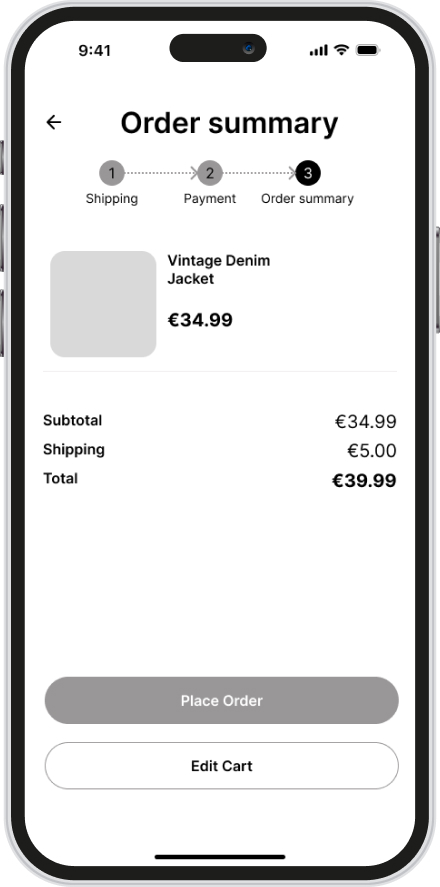 9:41
Order summary
1 2 3
Shipping Payment Order summary
Vintage Denim
Jacket
€34.99
Subtotal €34.99
Shipping €5.00
Total €39.99
Place Order
Edit Cart